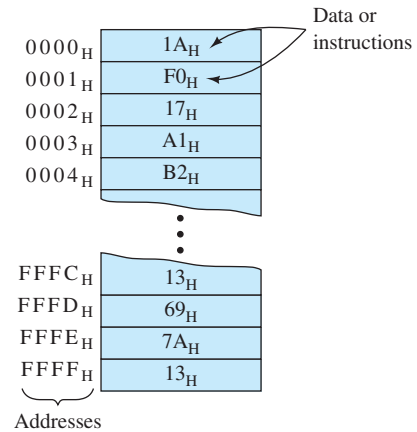 Data or
instructions
0000H 1AH
0001H F0H
0002H 17H
0003H A1H
0004H B2H
FFFCH 13H
FFFDH 69H
FFFEH 7AH
FFFFH 13H
Addresses